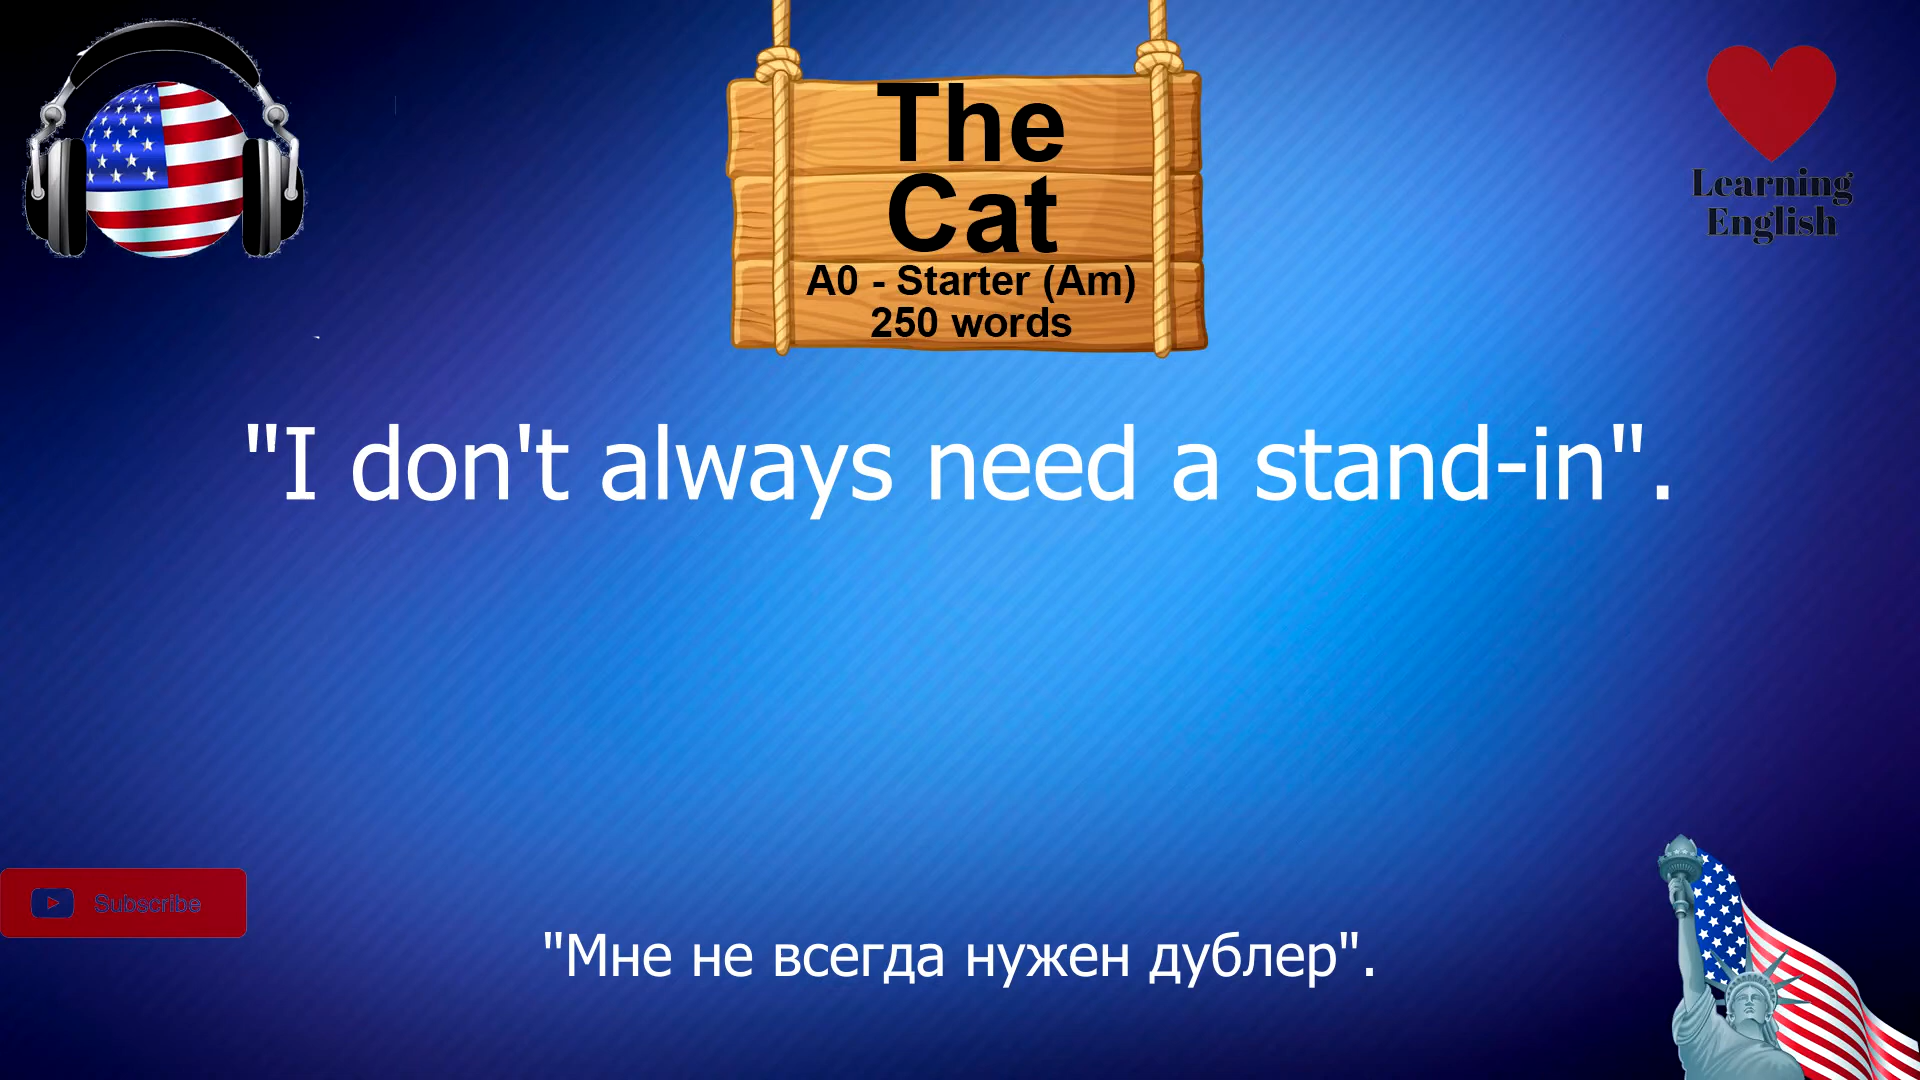 The
Cat
A0 - Starter (Am)
250 words
Learning
English
"I don't always need a stand-in".
Subscribe
"Мне не всегда нужен дублер".